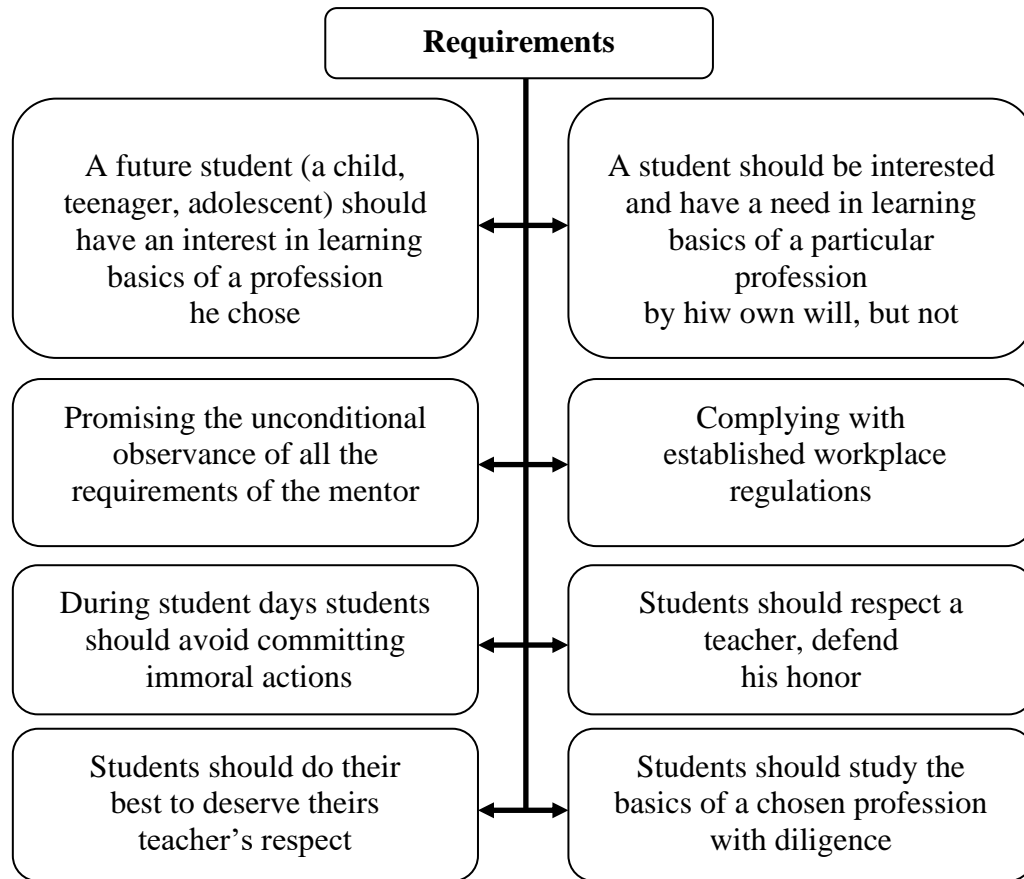 Requirements
A future student (a child,
teenager, adolescent) should
have an interest in learning
basics of a profession
he chose
A student should be interested
and have a need in learning
basics of a particular
profession
by hiw own will, but not
Promising the unconditional
observance of all the
requirements of the mentor
Complying with
established workplace
regulations
During student days students
should avoid committing
immoral actions
Students should respect a
teacher, defend
his honor
Students should do their
best to deserve theirs
teacher’s respect
Students should study the
basics of a chosen profession
with diligence